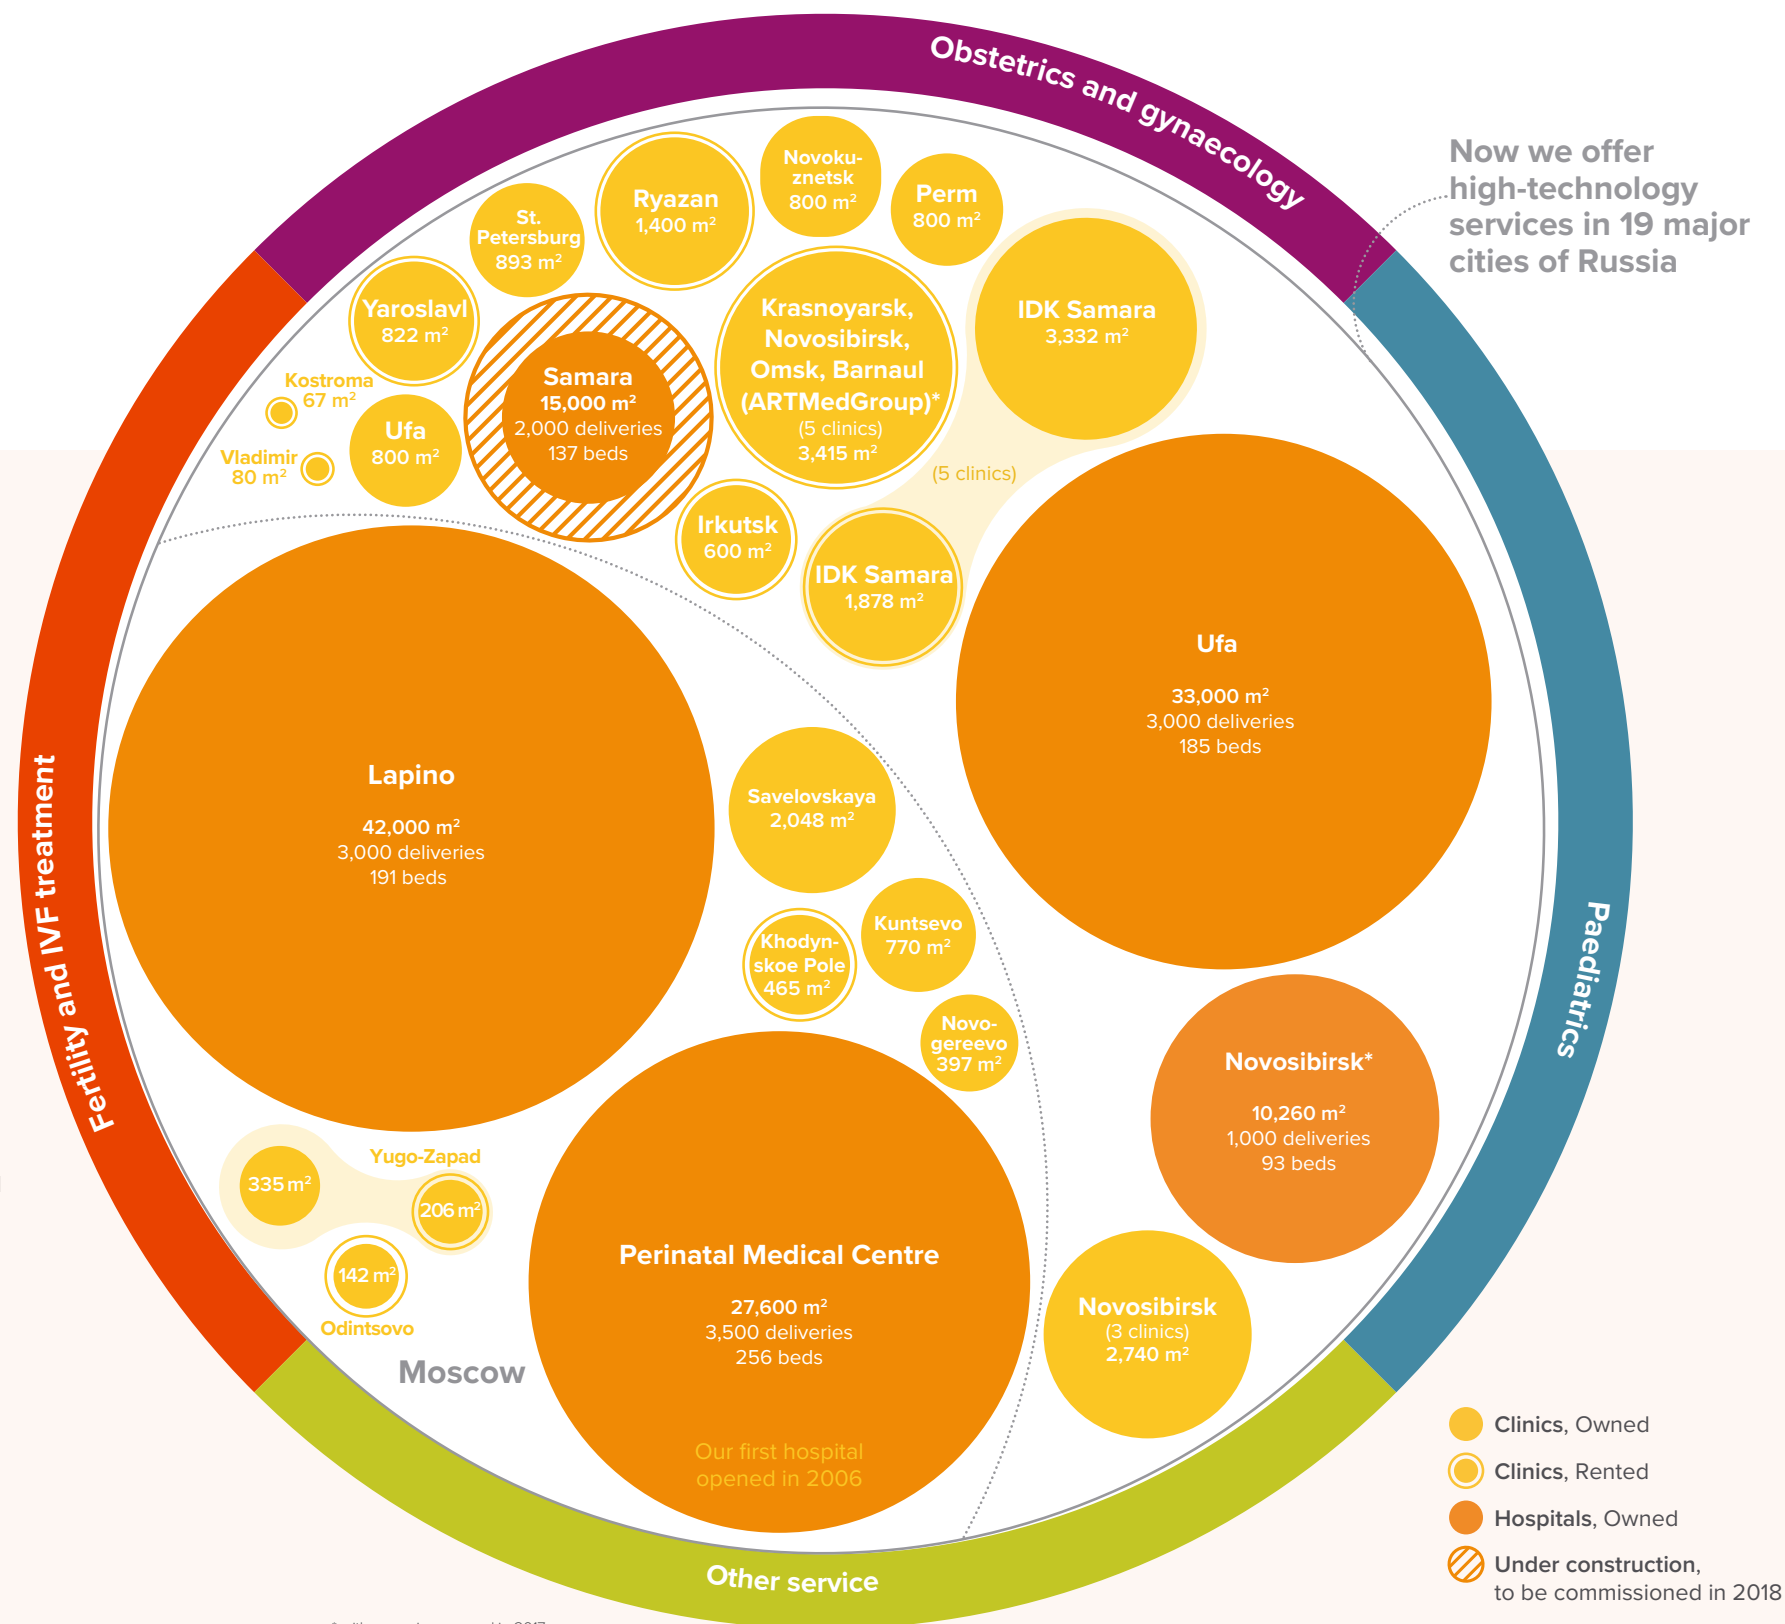 Obstetrics and gynaecology
Now we offer
high-technology
services in 19 major
cities of Russia
Novoku-
znetsk
800 m²
Perm
800 m²
Ryazan
1,400 m²
St.
Petersburg
893 m²
Yaroslavl
822 m²
Kostroma
67 m²
Vladimir
80 m²
Ufa
800 m²
Samara
15,000 m²
2,000 deliveries
137 beds
Krasnoyarsk,
Novosibirsk,
Omsk, Barnaul
(ARTMedGroup)*
(5 clinics)
3,415 m²
IDK Samara
3,332 m²
(5 clinics)
Irkutsk
600 m²
IDK Samara
1,878 m²
Ufa
33,000 m²
3,000 deliveries
185 beds
Lapino
42,000 m²
3,000 deliveries
191 beds
Savelovskaya
2,048 m²
Kuntsevo
770 m²
Khodyn-
skoe Pole
465 m²
Novo-
gereevo
397 m²
Fertility and IVF treatment
Paediatrics
Novosibirsk*
10,260 m²
1,000 deliveries
93 beds
Yugo-Zapad
335 m²
206 m²
142 m²
Odintsovo
Moscow
Perinatal Medical Centre
27,600 m²
3,500 deliveries
256 beds
Our first hospital
opened in 2006
Novosibirsk
(3 clinics)
2,740 m²
Other service
Clinics, Owned
Clinics, Rented
Hospitals, Owned
Under construction,
to be commissioned in 2018